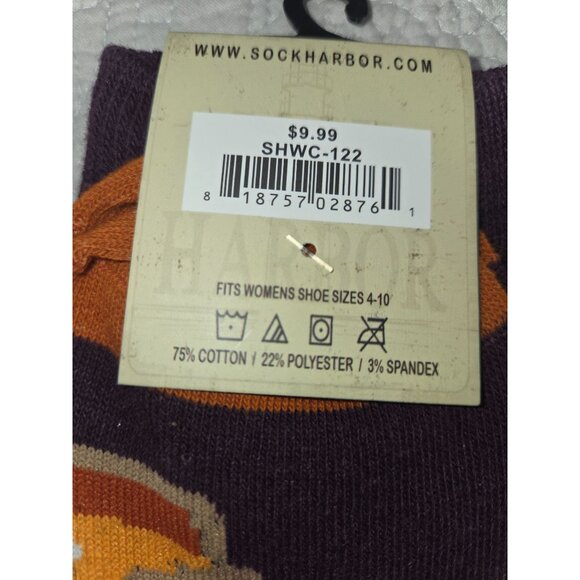 WWW.SOCKHARBOR.COM
$9.99
SHWC-122
8 18757 02876 1
HARBOR
FITS WOMENS SHOE SIZES 4-10
75% COTTON / 22% POLYESTER / 3% SPANDEX